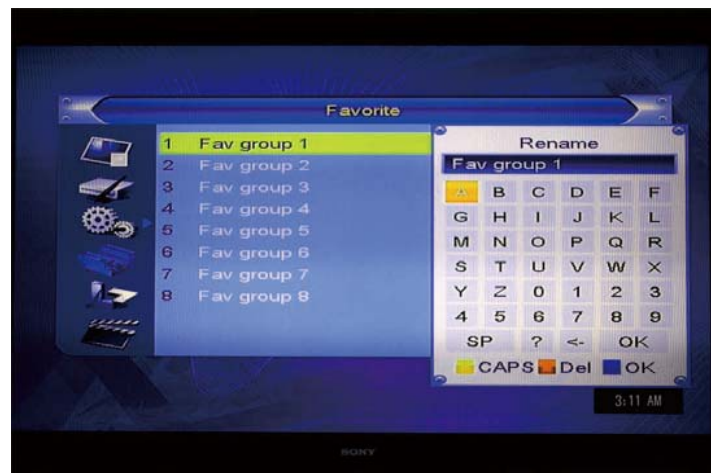 Favorite
1 Fav group 1
2 Fav group 2
3 Fav group 3
4 Fav group 4
5 Fav group 5
6 Fav group 6
7 Fav group 7
8 Fav group 8
Rename
Fav group 1
A B C D E F
G H I J K L
M N O P Q R
S T U V W X
Y Z 0 1 2 3
4 5 6 7 8 9
SP ? <- OK
CAPS Del OK
3:11 AM
SONY